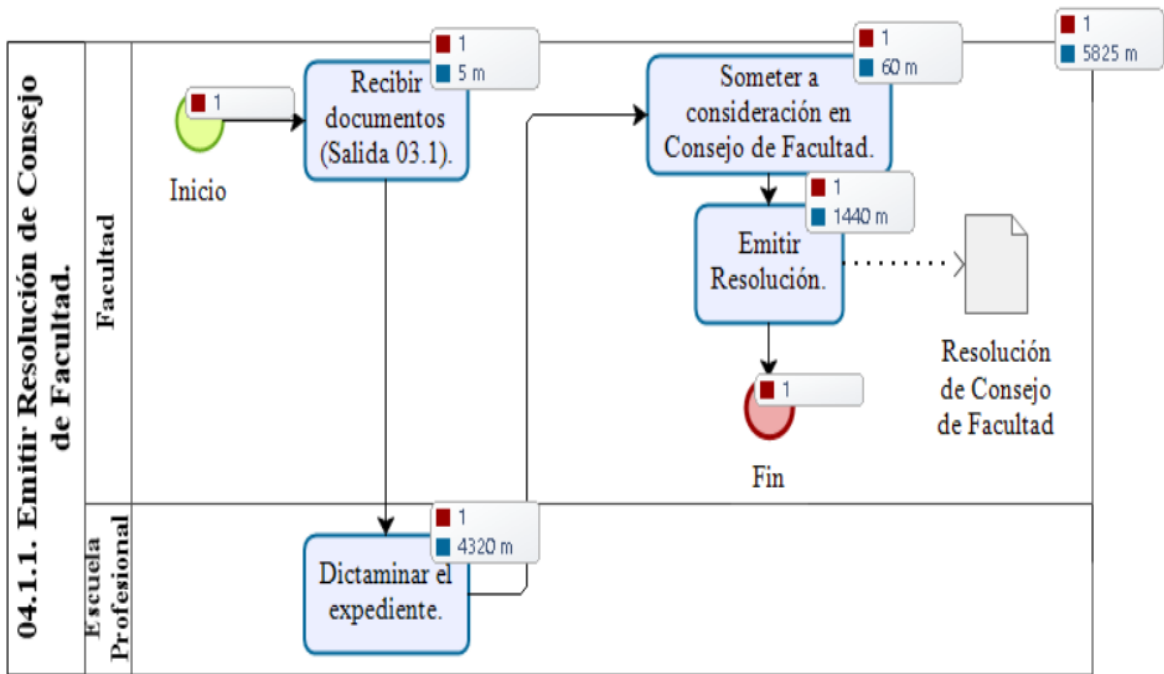 04.1.1. Emitir Resolución de Consejo
de Facultad.
Facultad
Escuela
Profesional
1
Inicio
1
5 m
Recibir
documentos
(Salida 03.1).
1
60 m
Someter a
consideración en
Consejo de Facultad.
1
5825 m
1
1440 m
Emitir
Resolución.
Resolución
de Consejo
de Facultad
1
Fin
1
4320 m
Dictaminar el
expediente.